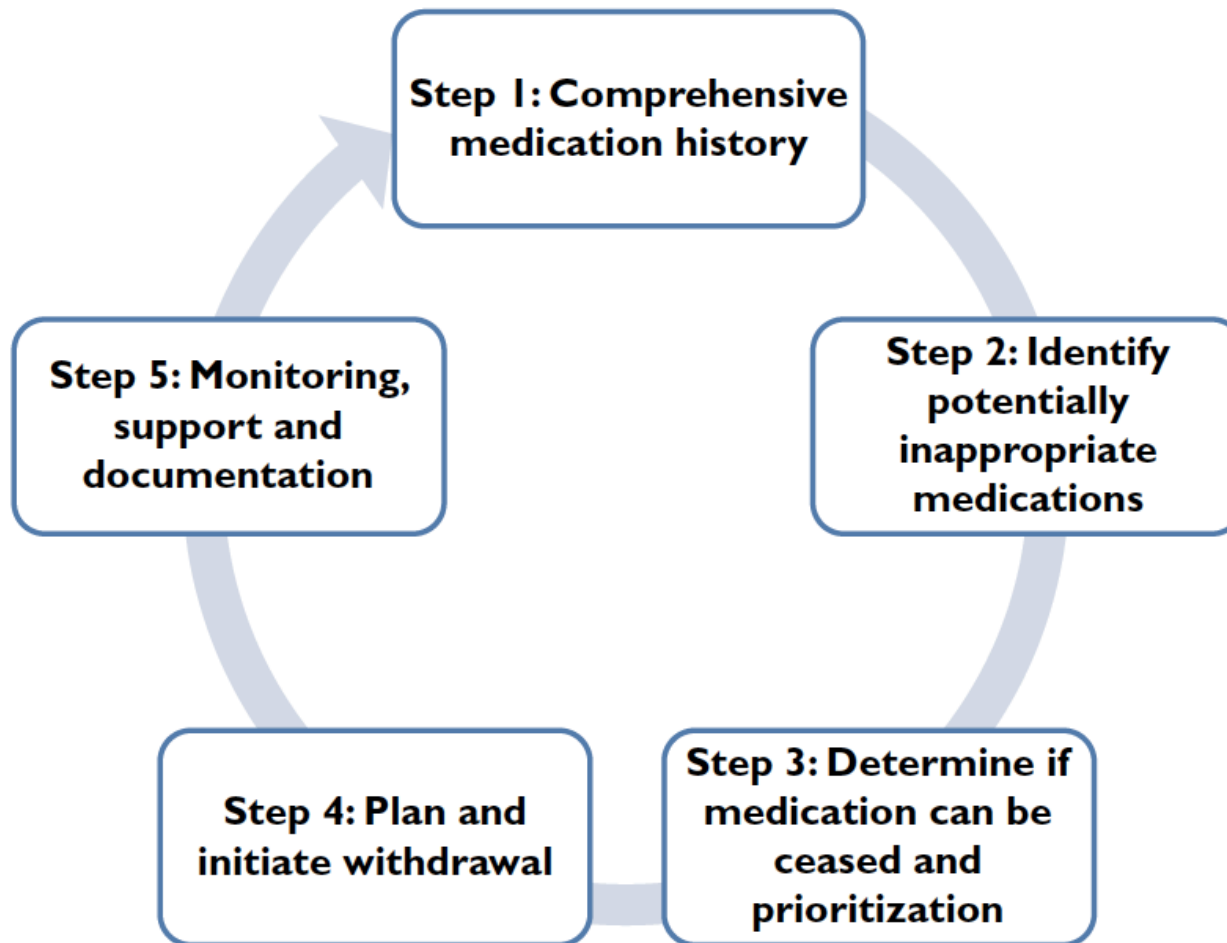 Step 1: Comprehensive
medication history
Step 2: Identify
potentially
inappropriate
medications
Step 3: Determine if
medication can be
ceased and
prioritization
Step 4: Plan and
initiate withdrawal
Step 5: Monitoring,
support and
documentation